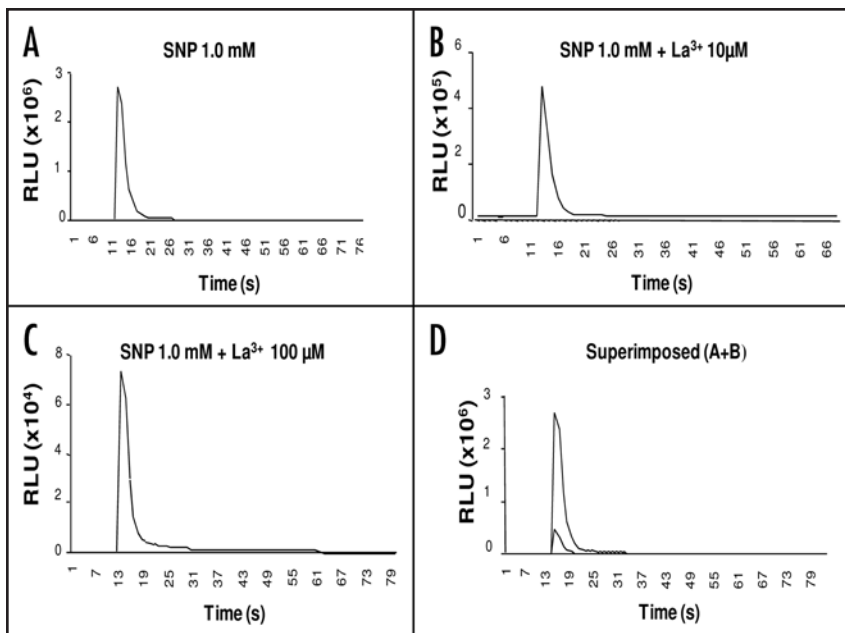 A
SNP 1.0 mM
RLU (x10⁶)
3
2
1
0
1 6 11 16 21 26 31 36 41 46 51 56 61 66 71 76
Time (s)
B
SNP 1.0 mM + La³⁺ 10µM
RLU (x10⁵)
6
4
2
0
1 6 11 16 21 26 31 36 41 46 51 56 61 66
Time (s)
C
SNP 1.0 mM + La³⁺ 100 µM
RLU (x10⁴)
8
6
4
2
0
1 7 13 19 25 31 37 43 49 55 61 67 73 79
Time (s)
D
Superimposed (A+B)
RLU (x10⁶)
3
2
1
0
1 7 13 19 25 31 37 43 49 55 61 67 73 79
Time (s)